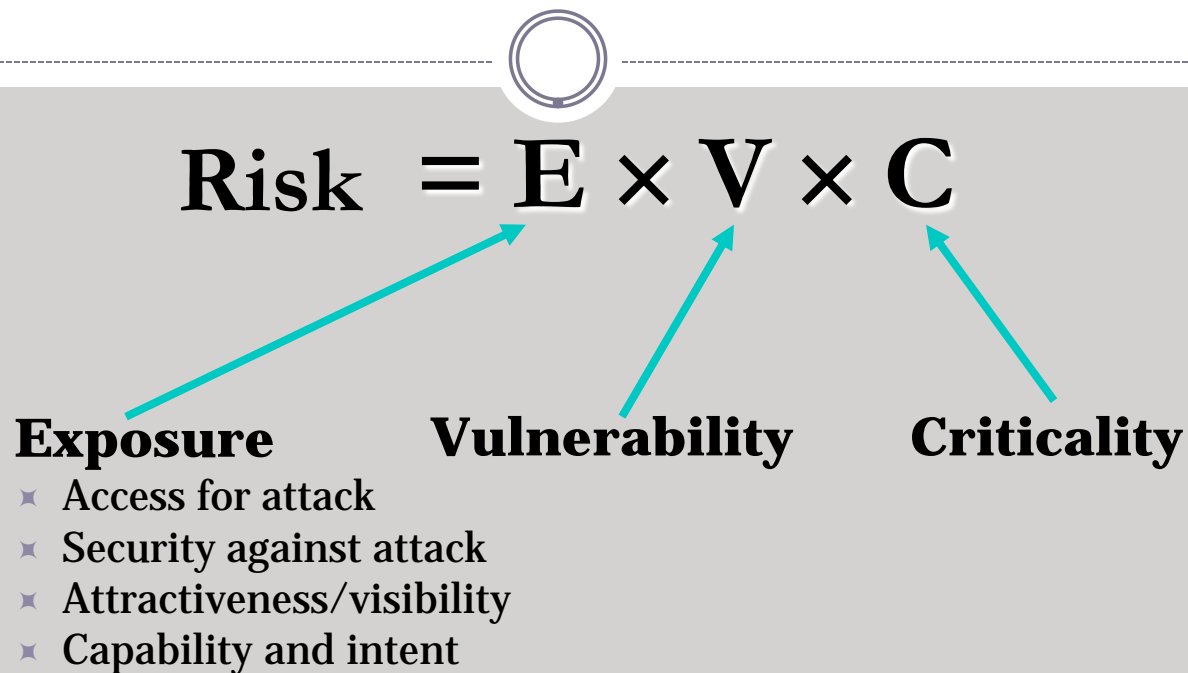 Risk = E × V × C
Exposure Vulnerability Criticality
Access for attack
Security against attack
Attractiveness/visibility
Capability and intent